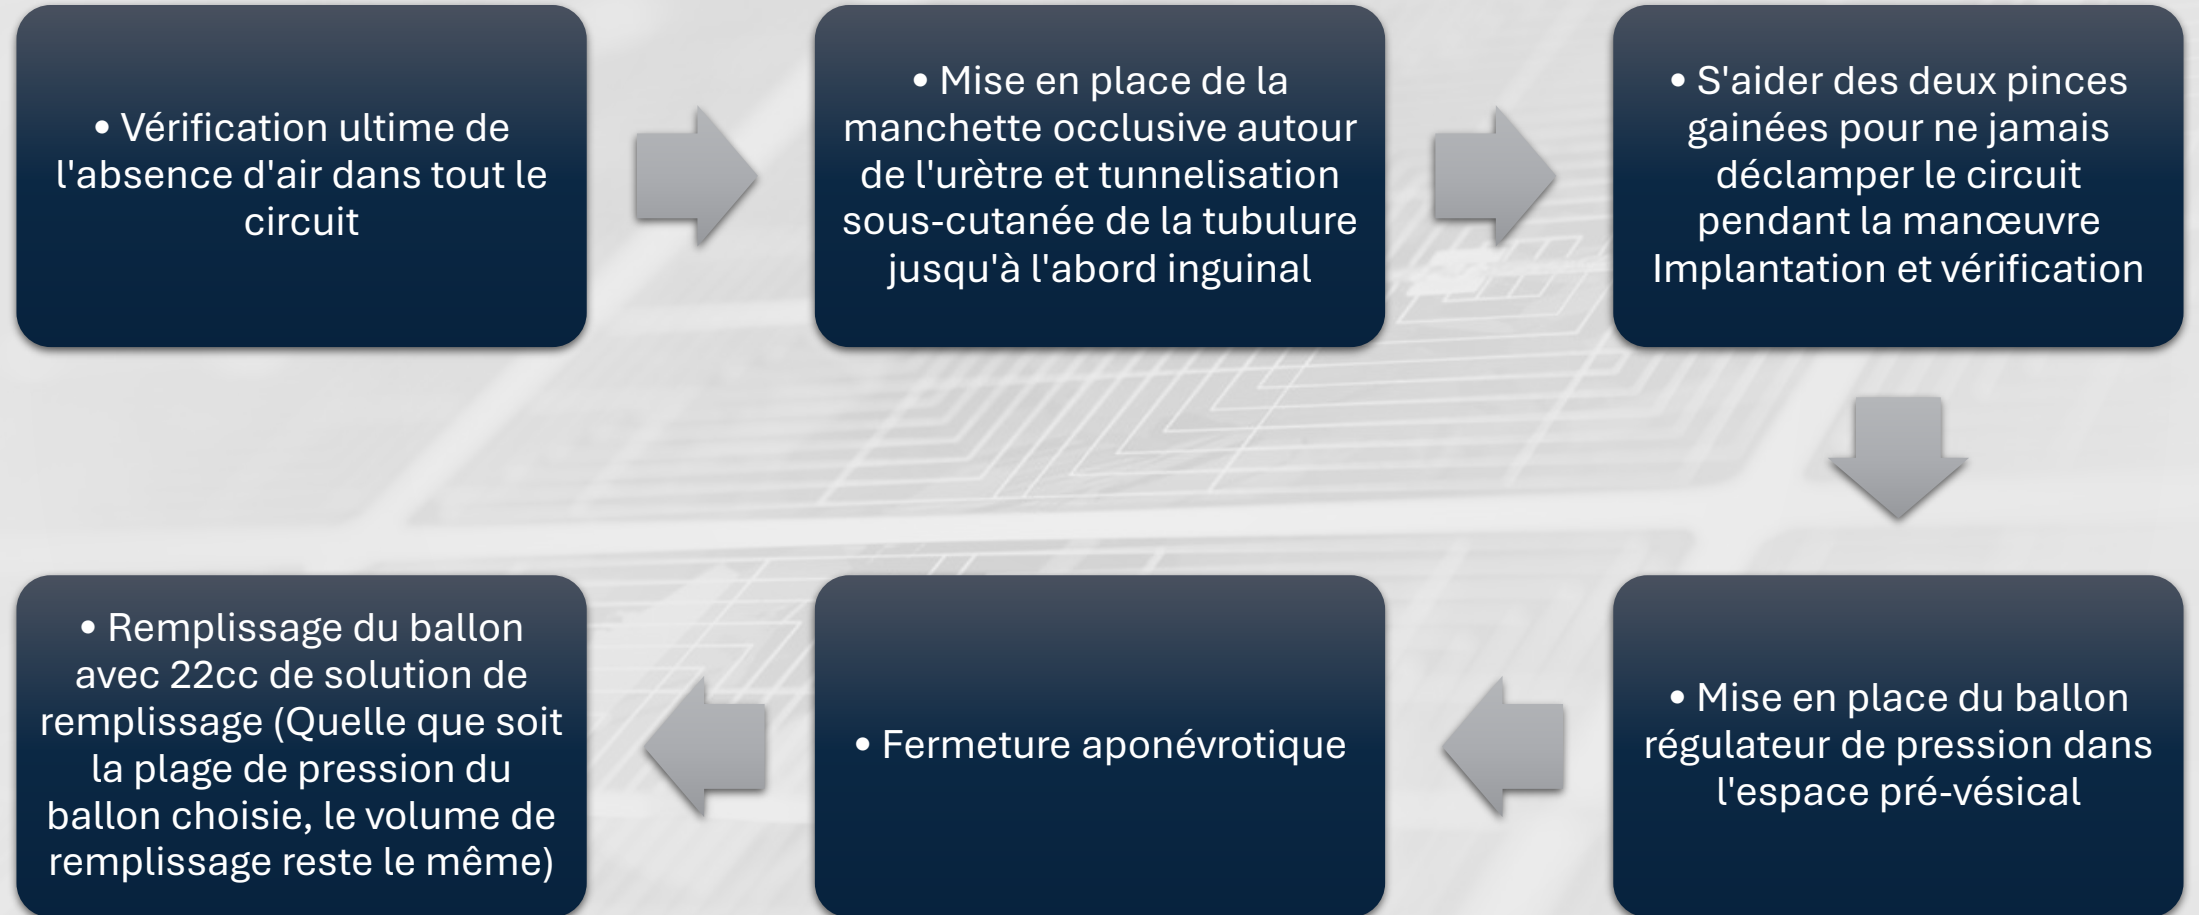 • Vérification ultime de
l'absence d'air dans tout le
circuit
• Mise en place de la
manchette occlusive autour
de l'urètre et tunnelisation
sous-cutanée de la tubulure
jusqu'à l'abord inguinal
• S'aider des deux pinces
gainées pour ne jamais
déclamper le circuit
pendant la manœuvre
Implantation et vérification
• Mise en place du ballon
régulateur de pression dans
l'espace pré-vésical
• Fermeture aponévrotique
• Remplissage du ballon
avec 22cc de solution de
remplissage (Quelle que soit
la plage de pression du
ballon choisie, le volume de
remplissage reste le même)